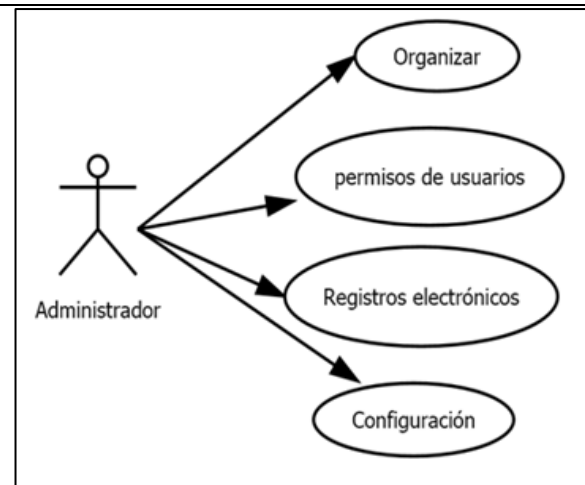 Organizar
permisos de usuarios
Registros electrónicos
Administrador
Configuración